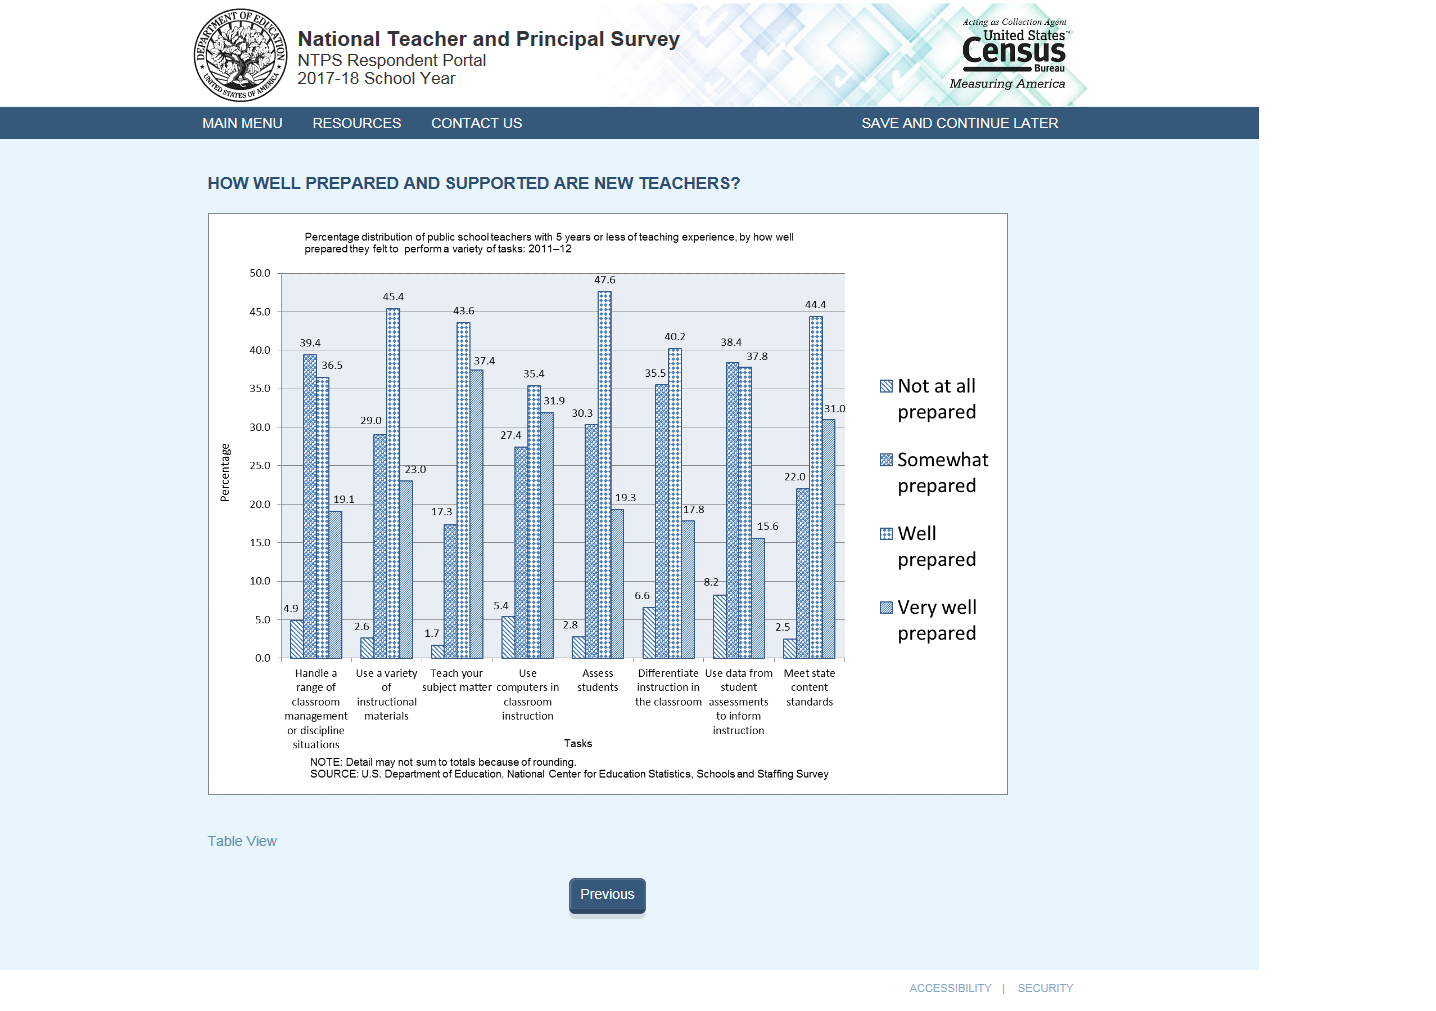 DEPARTMENT OF EDUCATION
UNITED STATES OF AMERICA
National Teacher and Principal Survey
NTPS Respondent Portal
2017-18 School Year
Acting as Collection Agent
United States™
Census
Bureau
Measuring America
MAIN MENU RESOURCES CONTACT US SAVE AND CONTINUE LATER
HOW WELL PREPARED AND SUPPORTED ARE NEW TEACHERS?
Percentage distribution of public school teachers with 5 years or less of teaching experience, by how well
prepared they felt to perform a variety of tasks: 2011–12
Percentage
50.0
45.0
40.0
35.0
30.0
25.0
20.0
15.0
10.0
5.0
0.0
4.9 39.4 36.5 19.1
2.6 29.0 45.4 23.0
1.7 17.3 43.6 37.4
5.4 27.4 35.4 31.9
2.8 30.3 47.6 19.3
6.6 35.5 40.2 17.8
8.2 38.4 37.8 15.6
2.5 22.0 44.4 31.0
Handle a
range of
classroom
management
or discipline
situations
Use a variety
of
instructional
materials
Teach your
subject matter
Use
computers in
classroom
instruction
Assess
students
Differentiate
instruction in
the classroom
Use data from
student
assessments
to inform
instruction
Meet state
content
standards
Tasks
Not at all
prepared
Somewhat
prepared
Well
prepared
Very well
prepared
NOTE: Detail may not sum to totals because of rounding.
SOURCE: U.S. Department of Education, National Center for Education Statistics, Schools and Staffing Survey
Table View
Previous
ACCESSIBILITY | SECURITY